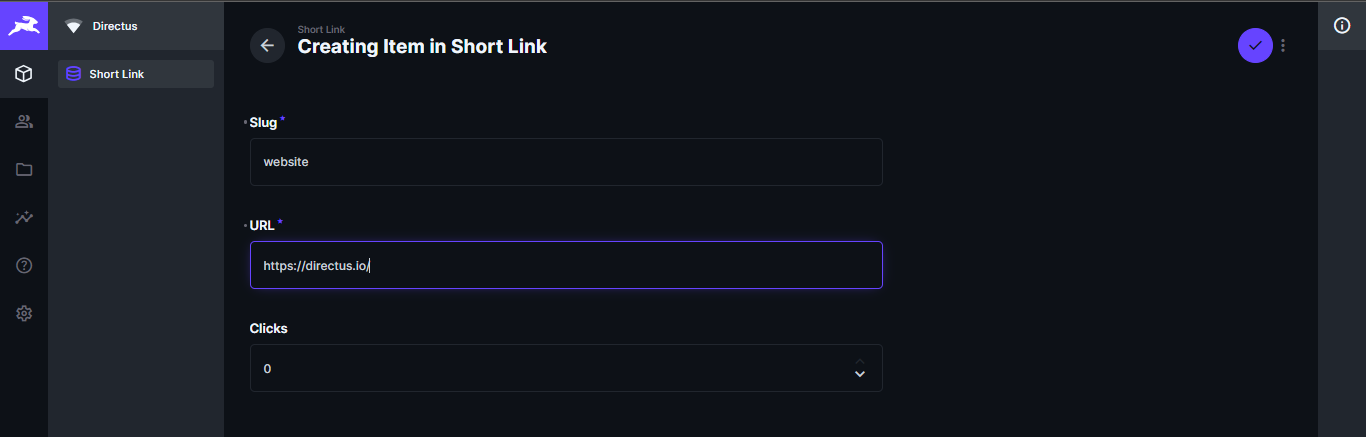 Directus
Short Link
Short Link
Creating Item in Short Link
Slug *
website
URL *
https://directus.io/
Clicks
0